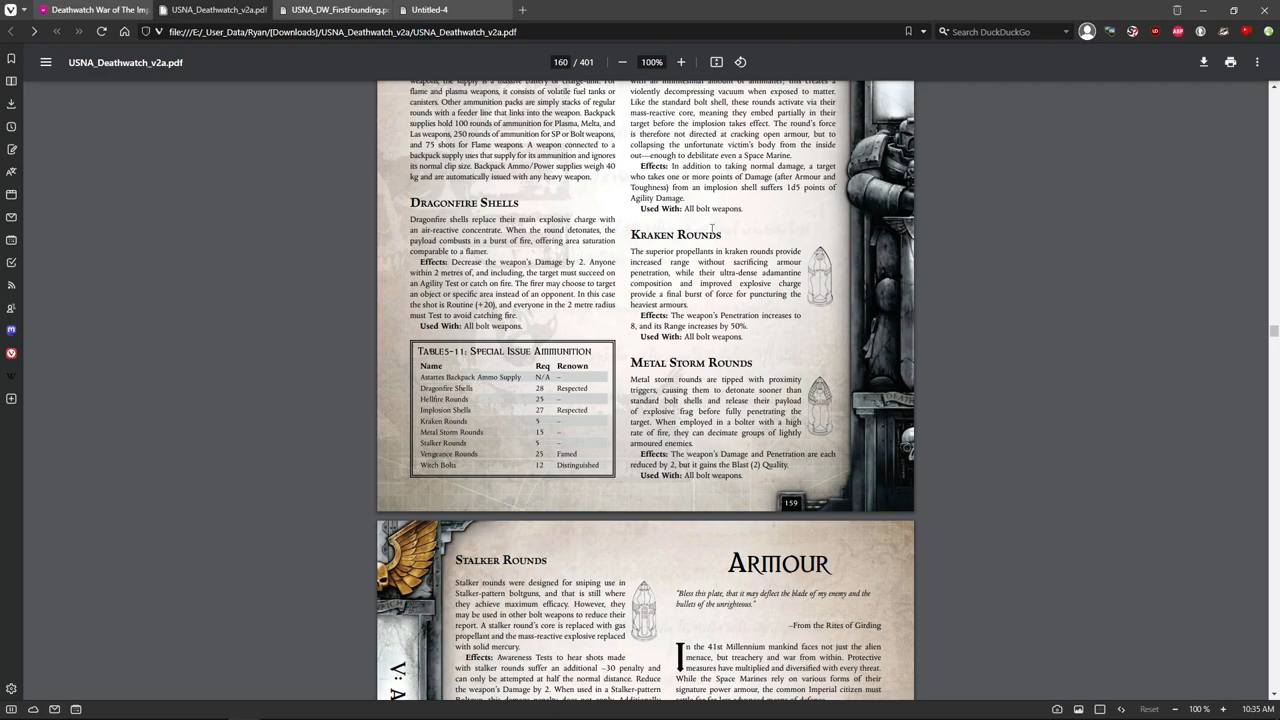 Deathwatch War of The Imp
USNA_Deathwatch_v2a.pdf
USNA_DW_FirstFounding.p
Untitled-4
file:///E/_User_Data/Ryan/[Downloads]/USNA_Deathwatch_v2a/USNA_Deathwatch_v2a.pdf
Search DuckDuckGo
USNA_Deathwatch_v2a.pdf
160 / 401
100%
weapons, the supply is a massive battery or charge-unit. For
flame and plasma weapons, it consists of volatile fuel tanks or
canisters. Other ammunition packs are simply stacks of regular
rounds with a feeder line that links into the weapon. Backpack
supplies hold 100 rounds of ammunition for Plasma, Melta, and
Las weapons, 250 rounds of ammunition for SP or Bolt weapons,
and 75 shots for Flame weapons. A weapon connected to a
backpack supply uses that supply for its ammunition and ignores
its normal clip size. Backpack Ammo/Power supplies weigh 40
kg and are automatically issued with any heavy weapon.
Dragonfire Shells
Dragonfire shells replace their main explosive charge with
an air-reactive concentrate. When the round detonates, the
payload combusts in a burst of fire, offering area saturation
comparable to a flamer.
Effects: Decrease the weapon's Damage by 2. Anyone
within 2 metres of, and including, the target must succeed on
an Agility Test or catch on fire. The firer may choose to target
an object or specific area instead of an opponent. In this case
the shot is Routine (+20), and everyone in the 2 metre radius
must Test to avoid catching fire.
Used With: All bolt weapons.
Table5-11: Special Issue Ammunition
Name Req Renown
Astartes Backpack Ammo Supply N/A –
Dragonfire Shells 28 Respected
Hellfire Rounds 25 –
Implosion Shells 27 Respected
Kraken Rounds 5 –
Metal Storm Rounds 15 –
Stalker Rounds 5 –
Vengeance Rounds 25 Famed
Witch Bolts 12 Distinguished
with an infinitesimal amount of antimatter; this creates a
violently decompressing vacuum when exposed to matter.
Like the standard bolt shell, these rounds activate via their
mass-reactive core, meaning they embed partially in their
target before the implosion takes effect. The round's force
is therefore not directed at cracking open armour, but to
collapsing the unfortunate victim's body from the inside
out—enough to debilitate even a Space Marine.
Effects: In addition to taking normal damage, a target
who takes one or more points of Damage (after Armour and
Toughness) from an implosion shell suffers 1d5 points of
Agility Damage.
Used With: All bolt weapons.
Kraken Rounds
The superior propellants in kraken rounds provide
increased range without sacrificing armour
penetration, while their ultra-dense adamantine
composition and improved explosive charge
provide a final burst of force for puncturing the
heaviest armours.
Effects: The weapon's Penetration increases to
8, and its Range increases by 50%.
Used With: All bolt weapons.
Metal Storm Rounds
Metal storm rounds are tipped with proximity
triggers, causing them to detonate sooner than
standard bolt shells and release their payload
of explosive frag before fully penetrating the
target. When employed in a bolter with a high
rate of fire, they can decimate groups of lightly
armoured enemies.
Effects: The weapon's Damage and Penetration are each
reduced by 2, but it gains the Blast (2) Quality.
Used With: All bolt weapons.
159
V: A
Stalker Rounds
Stalker rounds were designed for sniping use in
Stalker-pattern boltguns, and that is still where
they achieve maximum efficacy. However, they
may be used in other bolt weapons to reduce their
report. A stalker round's core is replaced with gas
propellant and the mass-reactive explosive replaced
with solid mercury.
Effects: Awareness Tests to hear shots made
with stalker rounds suffer an additional –30 penalty and
can only be attempted at half the normal distance. Reduce
the weapon's Damage by 2. When used in a Stalker-pattern
Boltgun, this damage penalty does not apply. Additionally
Armour
"Bless this plate, that it may deflect the blade of my enemy and the
bullets of the unrighteous."
–From the Rites of Girding
In the 41st Millennium mankind faces not just the alien
menace, but treachery and war from within. Protective
measures have multiplied and diversified with every threat.
While the Space Marines rely on various forms of their
signature power armour, the common Imperial citizen must
Reset
100 %
10:35 AM